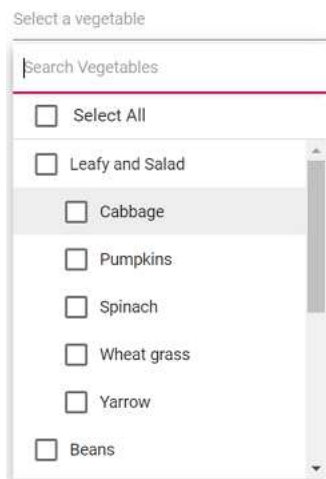 Select a vegetable
Search Vegetables
Select All
Leafy and Salad
Cabbage
Pumpkins
Spinach
Wheat grass
Yarrow
Beans